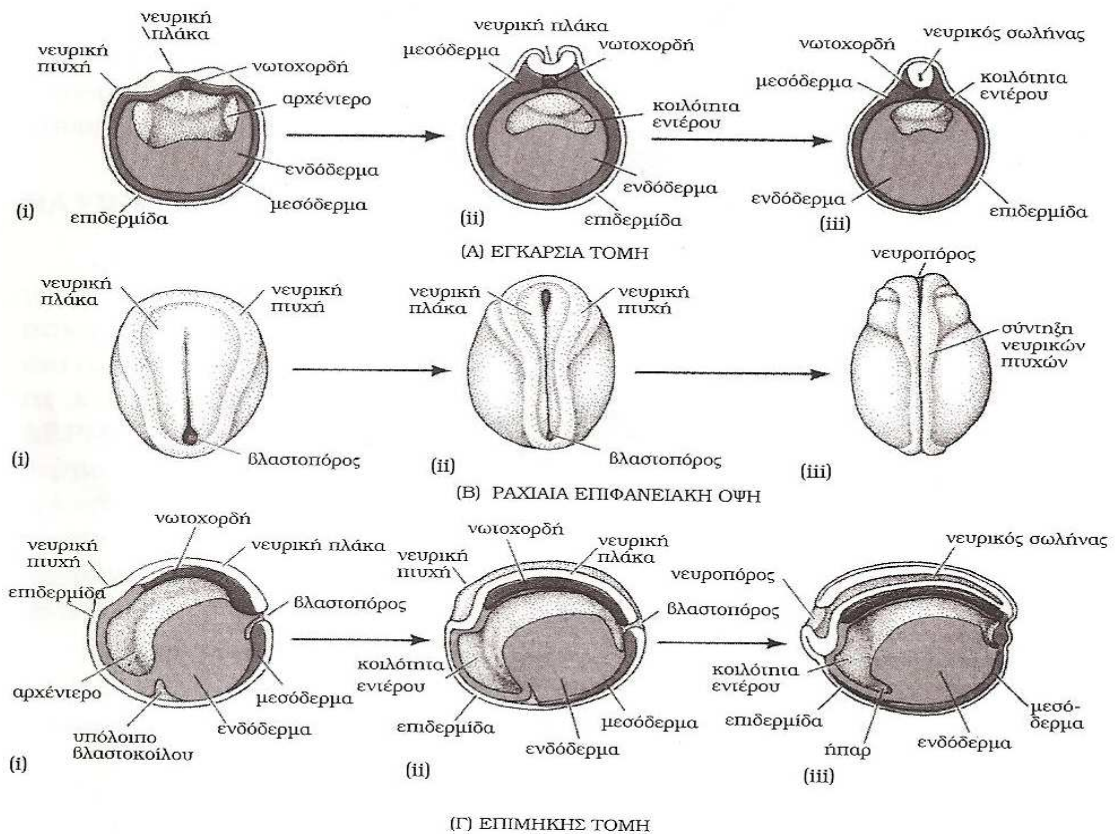 νευρική
πλάκα
νευρική
πτυχή
νωτοχορδή
αρχέντερο
ενδόδερμα
μεσόδερμα
επιδερμίδα
(i)
νευρική πλάκα
μεσόδερμα
νωτοχορδή
κοιλότητα
εντέρου
ενδόδερμα
επιδερμίδα
(ii)
νευρικός σωλήνας
νωτοχορδή
μεσόδερμα
κοιλότητα
εντέρου
ενδόδερμα
επιδερμίδα
(iii)
(Α) ΕΓΚΑΡΣΙΑ ΤΟΜΗ
νευρική
πλάκα
νευρική
πτυχή
βλαστοπόρος
(i)
νευρική
πλάκα
νευρική
πτυχή
βλαστοπόρος
(ii)
νευροπόρος
σύντηξη
νευρικών
πτυχών
(iii)
(Β) ΡΑΧΙΑΙΑ ΕΠΙΦΑΝΕΙΑΚΗ ΟΨΗ
νωτοχορδή
νευρική
πτυχή
νευρική πλάκα
επιδερμίδα
βλαστοπόρος
αρχέντερο
μεσόδερμα
υπόλοιπο
βλαστοκοίλου
ενδόδερμα
(i)
νωτοχορδή
νευρική
πτυχή
νευρική
πλάκα
βλαστοπόρος
κοιλότητα
εντέρου
επιδερμίδα
μεσόδερμα
ενδόδερμα
(ii)
νευρικός σωλήνας
νευροπόρος
κοιλότητα
εντέρου
επιδερμίδα
μεσό-
δερμα
ήπαρ
ενδόδερμα
(iii)
(Γ) ΕΠΙΜΗΚΗΣ ΤΟΜΗ